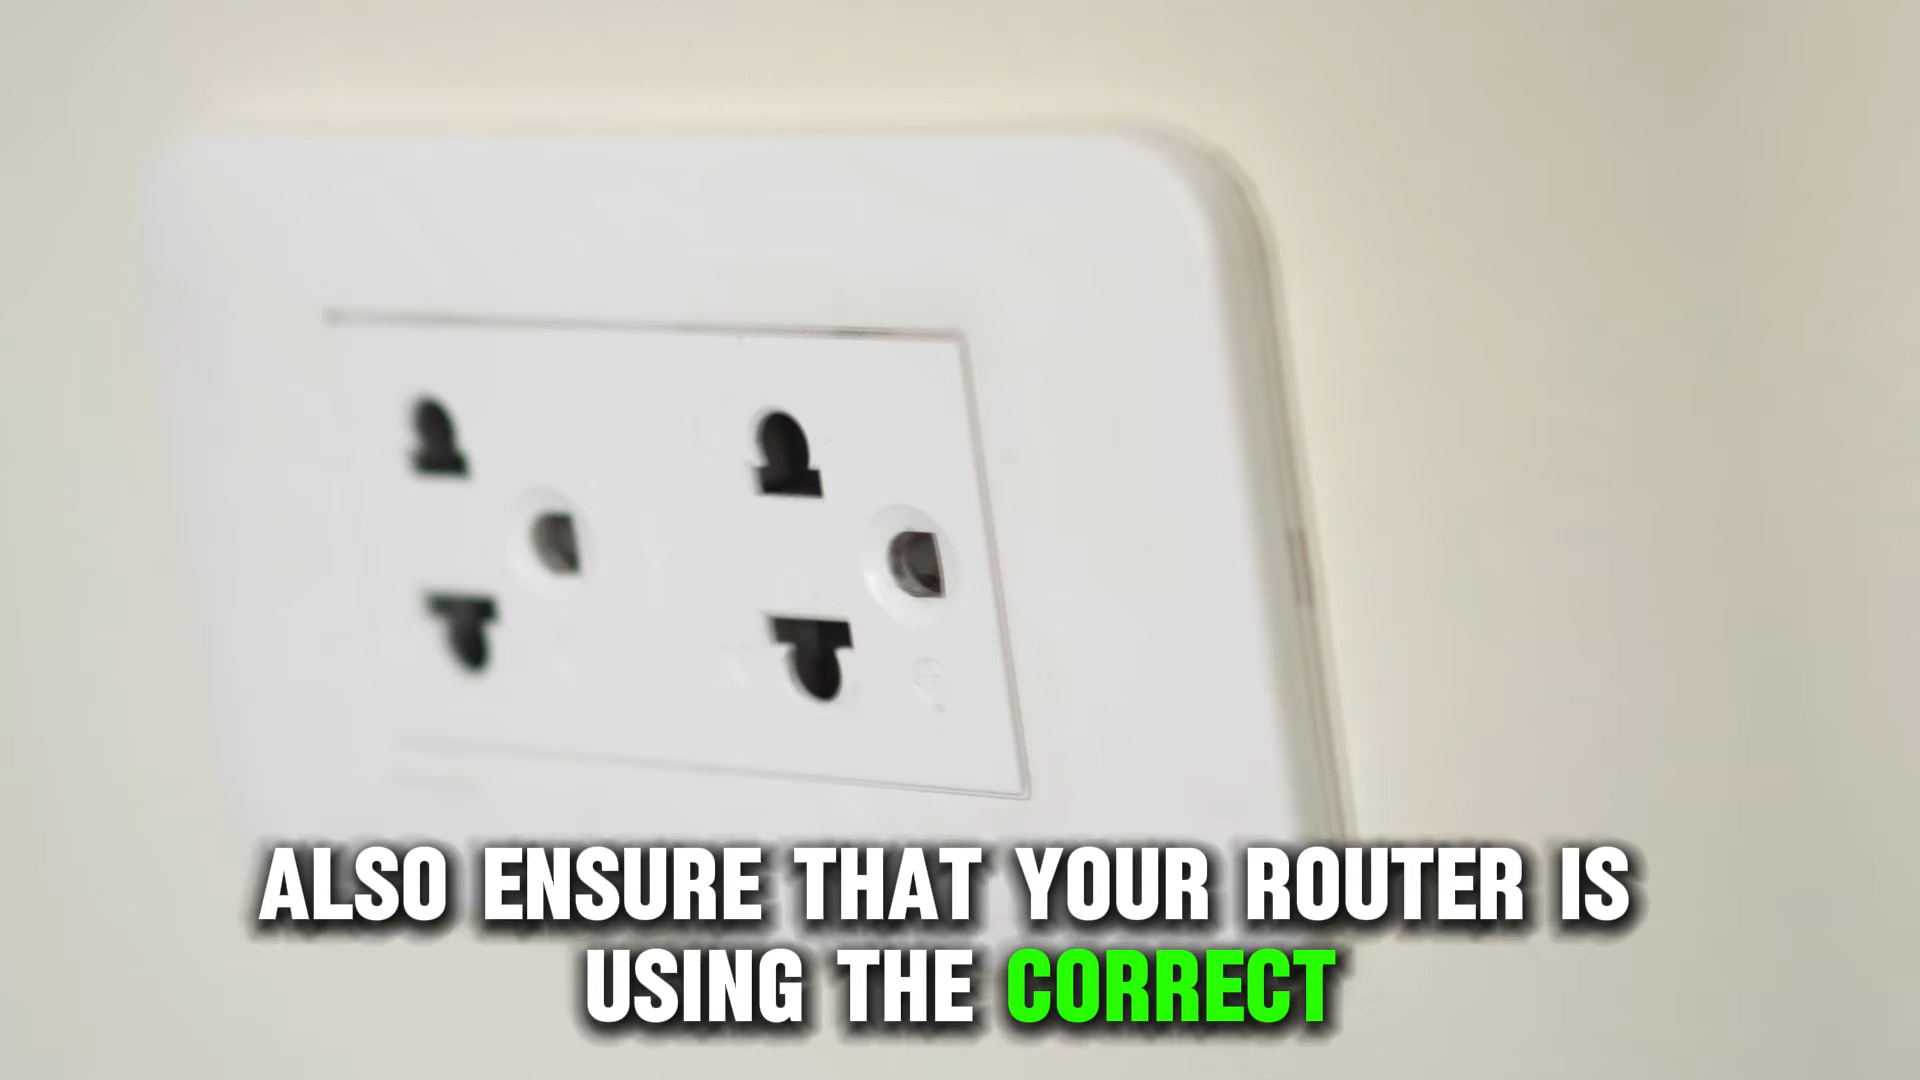 ALSO ENSURE THAT YOUR ROUTER IS
USING THE CORRECT